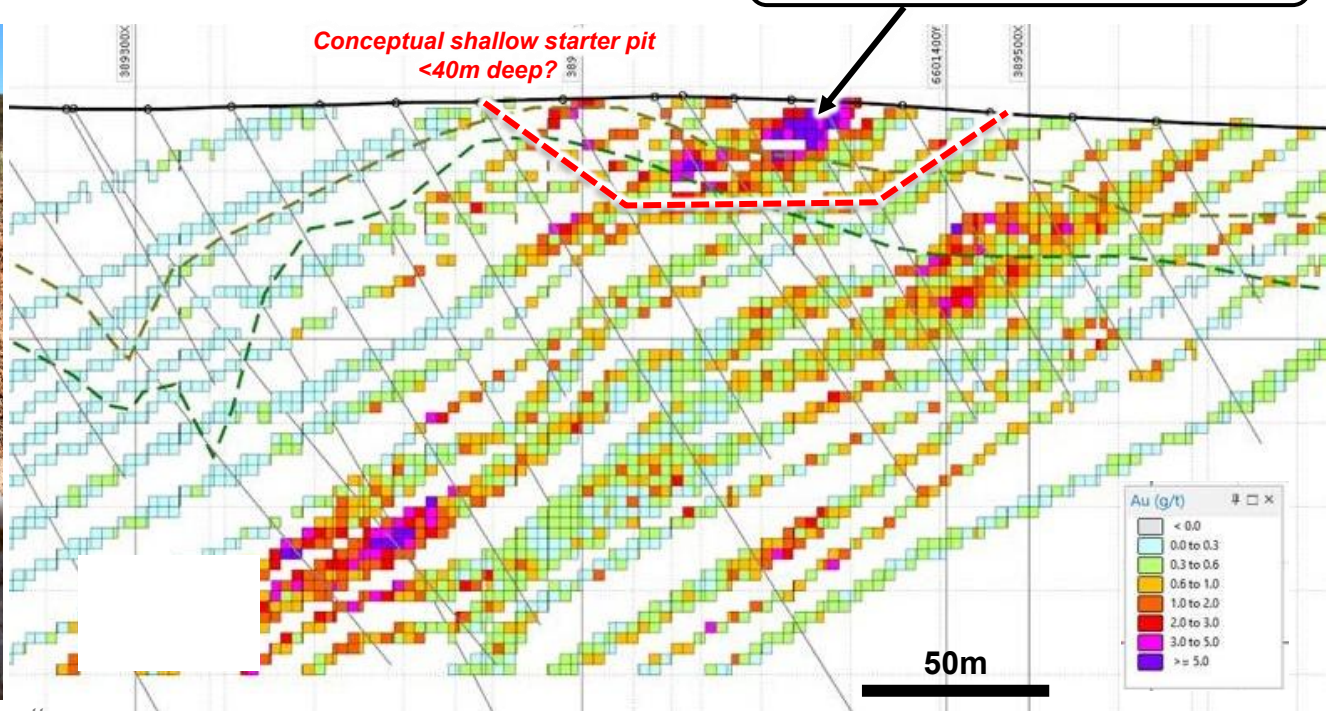 389300X
Conceptual shallow starter pit
<40m deep?
389
6601400Y
389500X
Au (g/t)
< 0.0
0.0 to 0.3
0.3 to 0.6
0.6 to 1.0
1.0 to 2.0
2.0 to 3.0
3.0 to 5.0
>= 5.0
50m